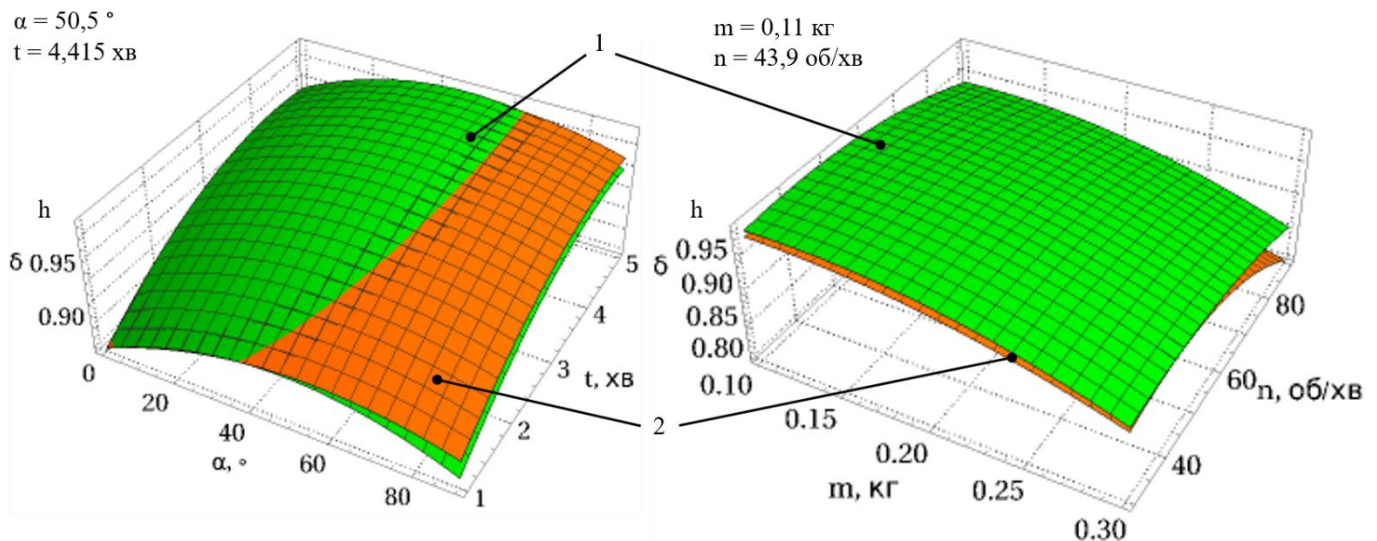 α = 50,5 °
t = 4,415 хв
m = 0,11 кг
n = 43,9 об/хв
1
h
δ 0.95
0.90
0
20
40
60
80
α, °
1
2
3
4
5
t, хв
2
h
δ 0.95
0.90
0.85
0.80
0.10
0.15
0.20
0.25
0.30
m, кг
40
60
80
n, об/хв